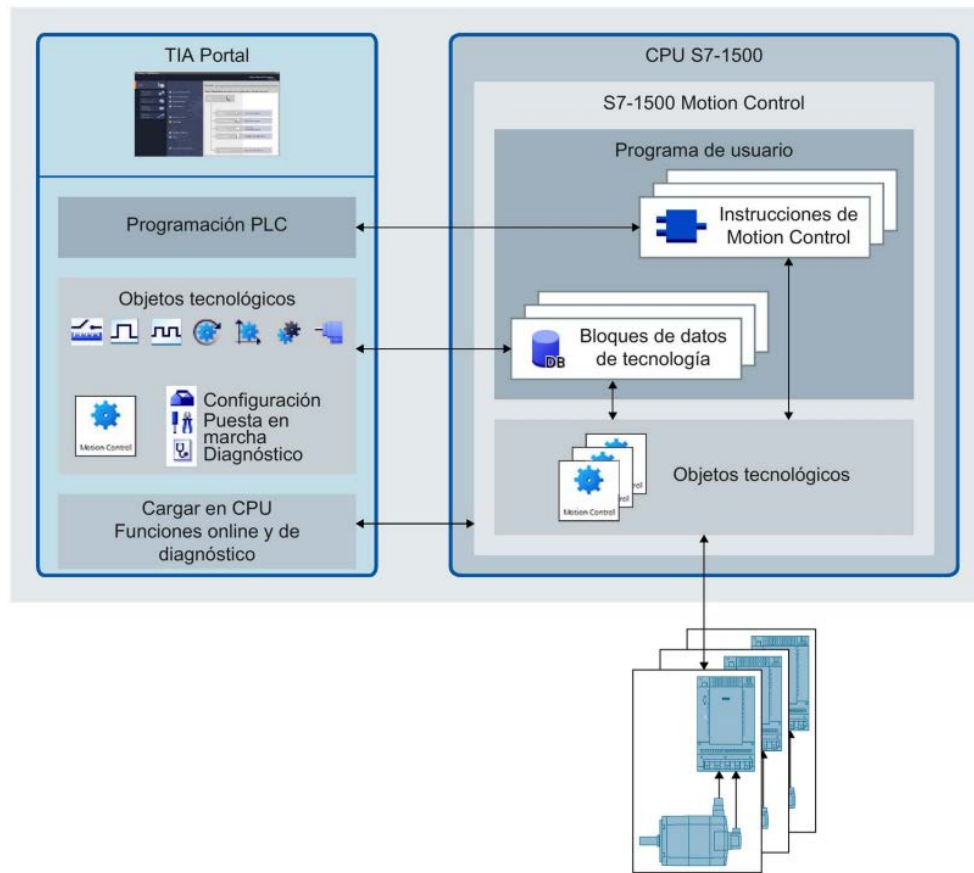 TIA Portal
Programación PLC
Objetos tecnológicos
Motion Control
Configuración
Puesta en
marcha
Diagnóstico
Cargar en CPU
Funciones online y de
diagnóstico
CPU S7-1500
S7-1500 Motion Control
Programa de usuario
Instrucciones de
Motion Control
DB
Bloques de datos
de tecnología
Motion Control
Objetos tecnológicos